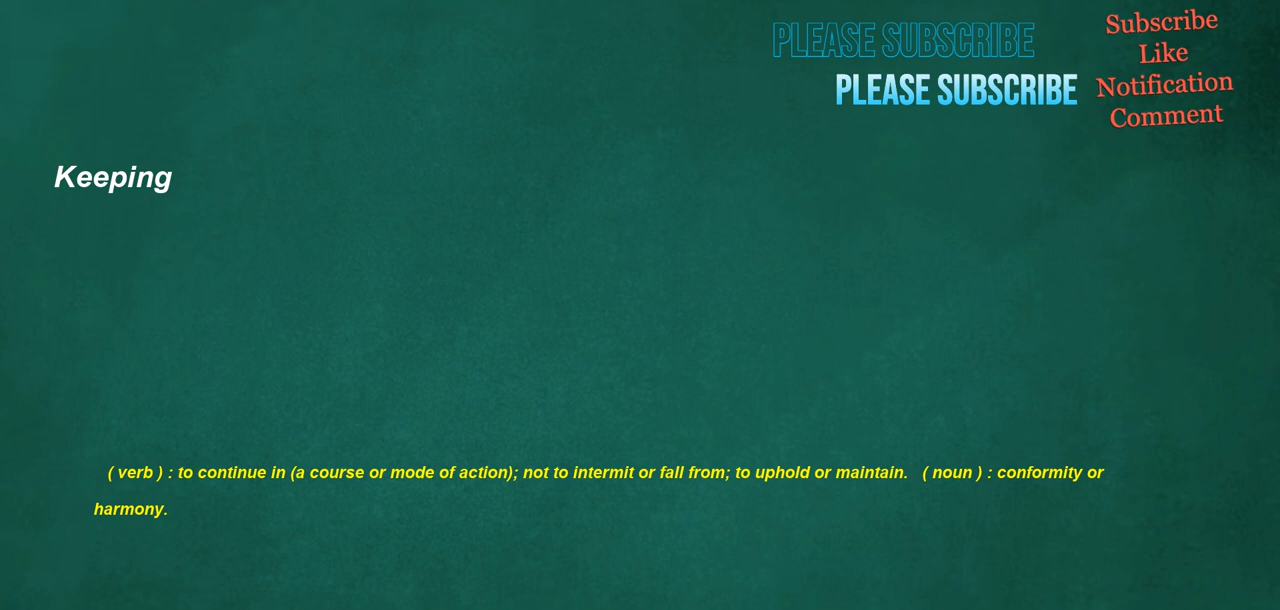 PLEASE SUBSCRIBE
PLEASE SUBSCRIBE
Subscribe
Like
Notification
Comment
Keeping
( verb ) : to continue in (a course or mode of action); not to intermit or fall from; to uphold or maintain. ( noun ) : conformity or
harmony.